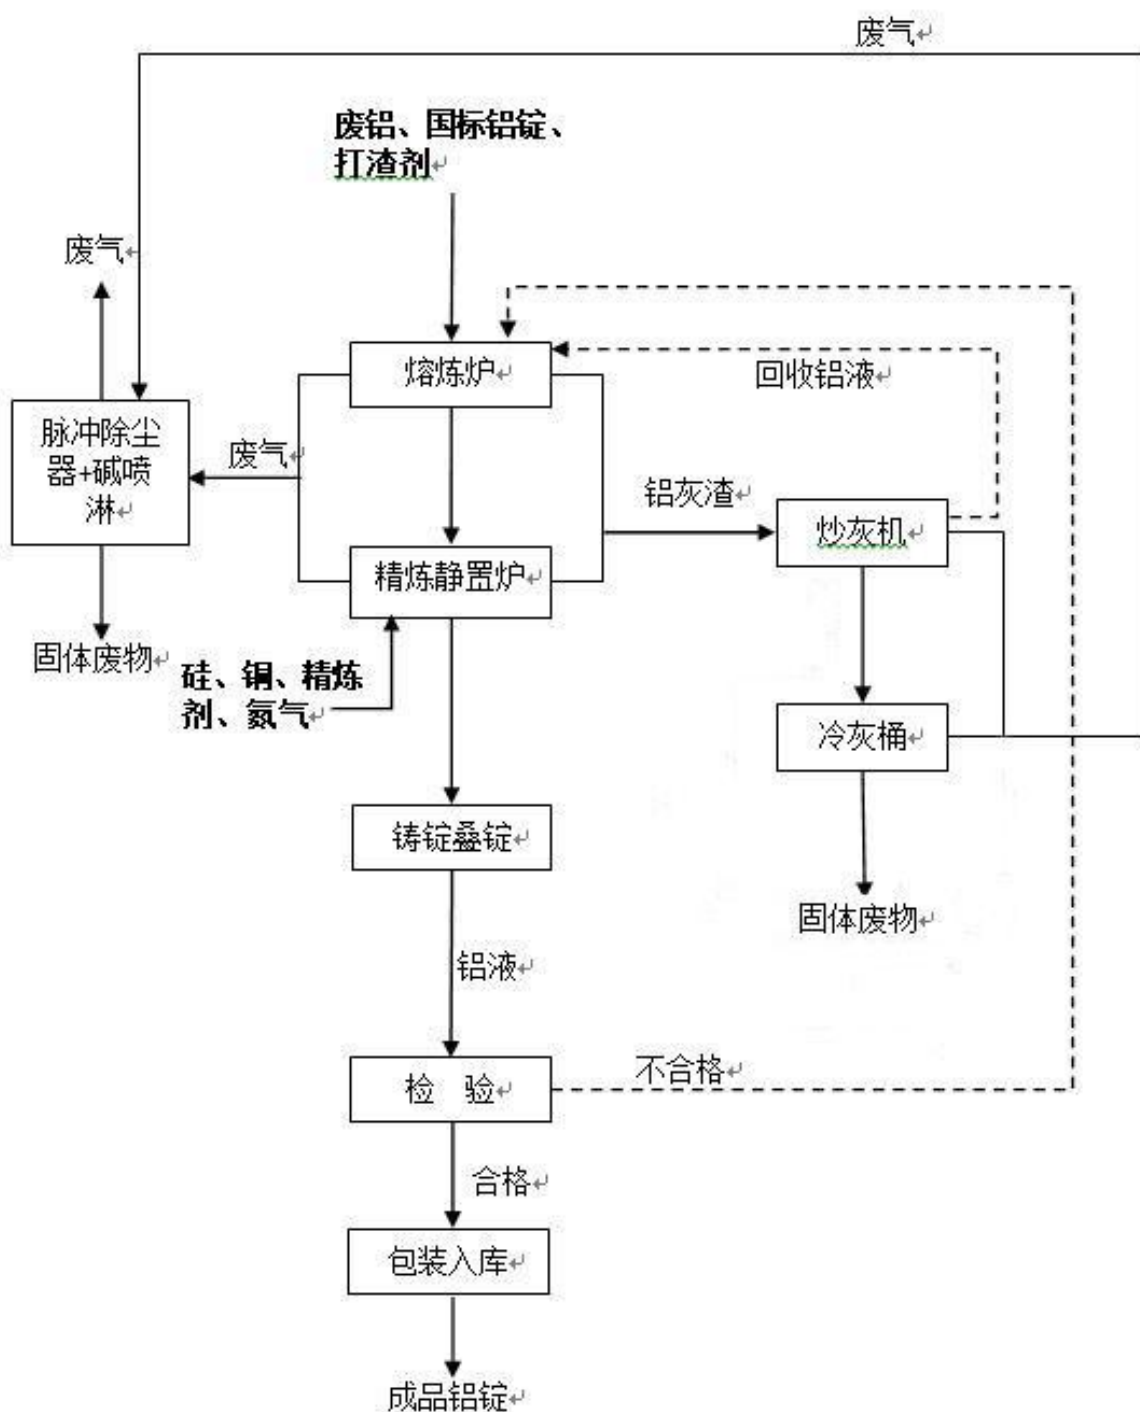 废气
废铝、国标铝锭、
打渣剂
废气
熔炼炉
回收铝液
脉冲除尘
器+碱喷
淋
废气
铝灰渣
炒灰机
精炼静置炉
固体废物
硅、铜、精炼
剂、氮气
冷灰桶
铸锭叠锭
固体废物
铝液
检 验
不合格
合格
包装入库
成品铝锭